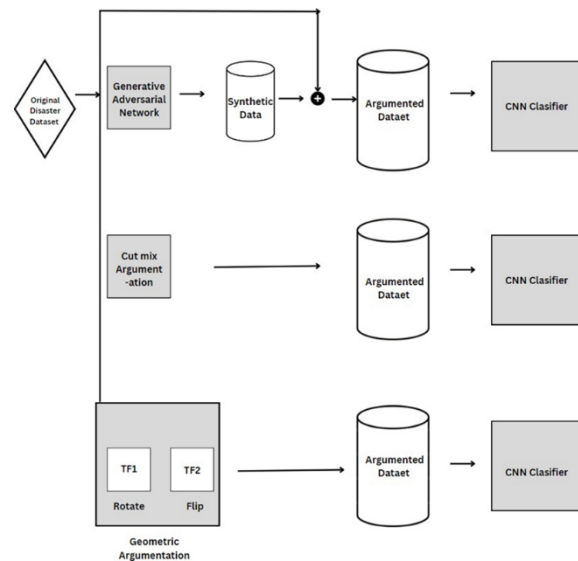 Original
Disaster
Dataset
Generative
Adversarial
Network
Synthetic
Data
Argumented
Dataet
CNN Clasifier
Cut mix
Argument
-ation
Argumented
Dataet
CNN Clasifier
TF1
TF2
Rotate
Flip
Argumented
Dataet
CNN Clasifier
Geometric
Argumentation